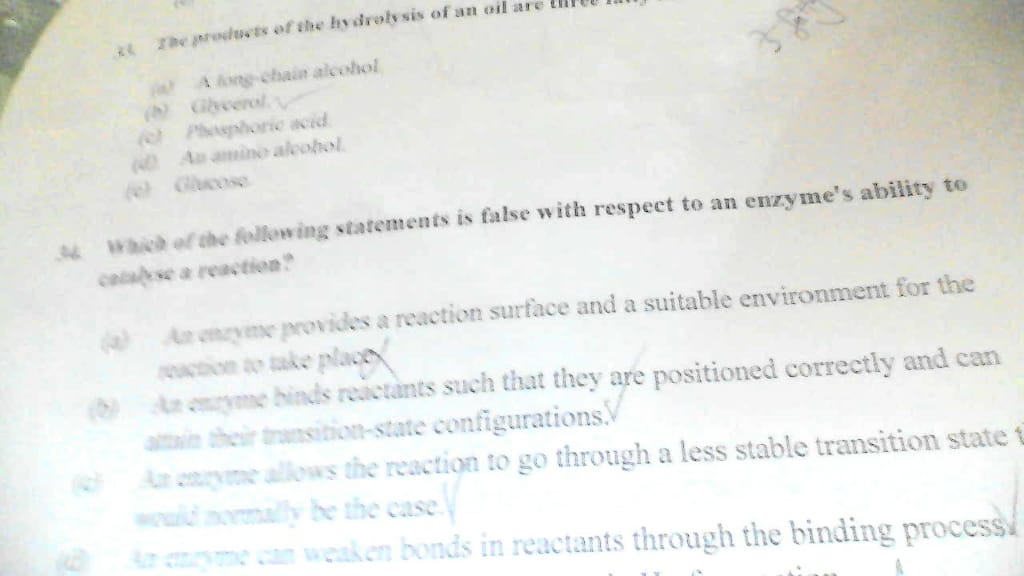 33. The products of the hydrolysis of an oil are three
(a) A long-chain alcohol.
(b) Glycerol.
(c) Phosphoric acid.
(d) An amino alcohol.
(e) Glucose.
34. Which of the following statements is false with respect to an enzyme's ability to
catalyse a reaction?
(a) An enzyme provides a reaction surface and a suitable environment for the
reaction to take place.
(b) An enzyme binds reactants such that they are positioned correctly and can
attain their transition-state configurations.
(c) An enzyme allows the reaction to go through a less stable transition state t
would normally be the case.
(d) An enzyme can weaken bonds in reactants through the binding process.